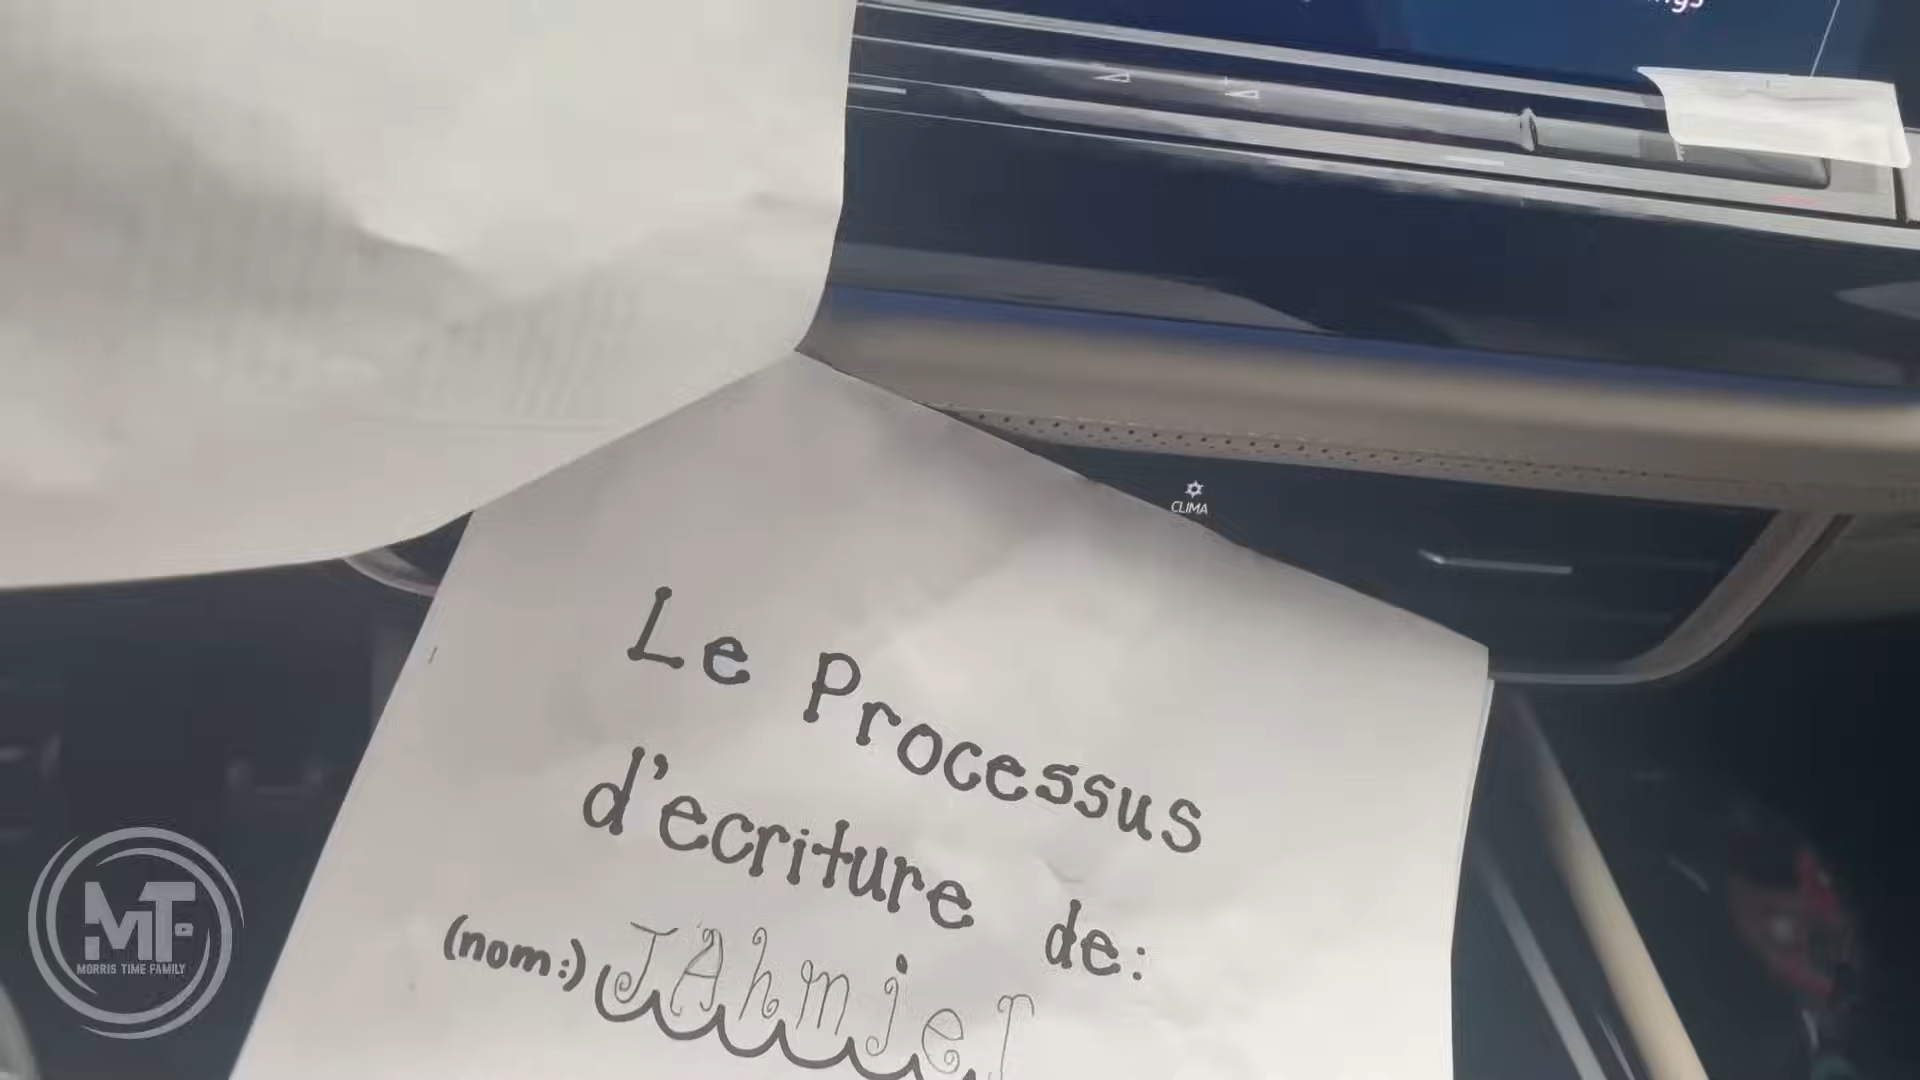 Le Processus
d'ecriture de:
(nom:) JAhmieL
CLIMA
MTF
MORRIS TIME FAMILY